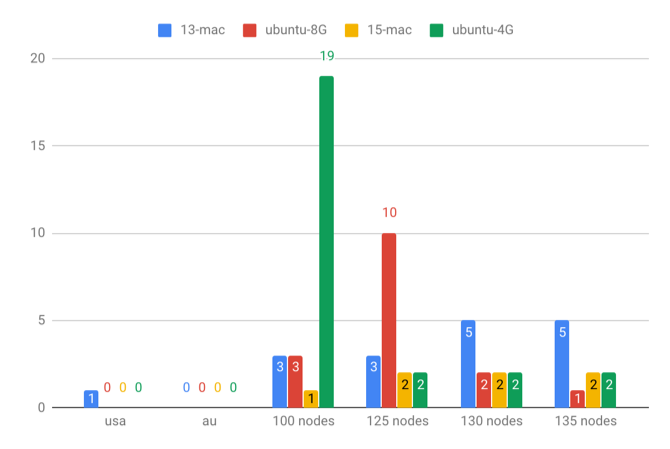 13-mac ubuntu-8G 15-mac ubuntu-4G
20
15
10
5
0
1 0 0 0
0 0 0 0
3 3 1 19
3 10 2 2
5 2 2 2
5 1 2 2
usa au 100 nodes 125 nodes 130 nodes 135 nodes